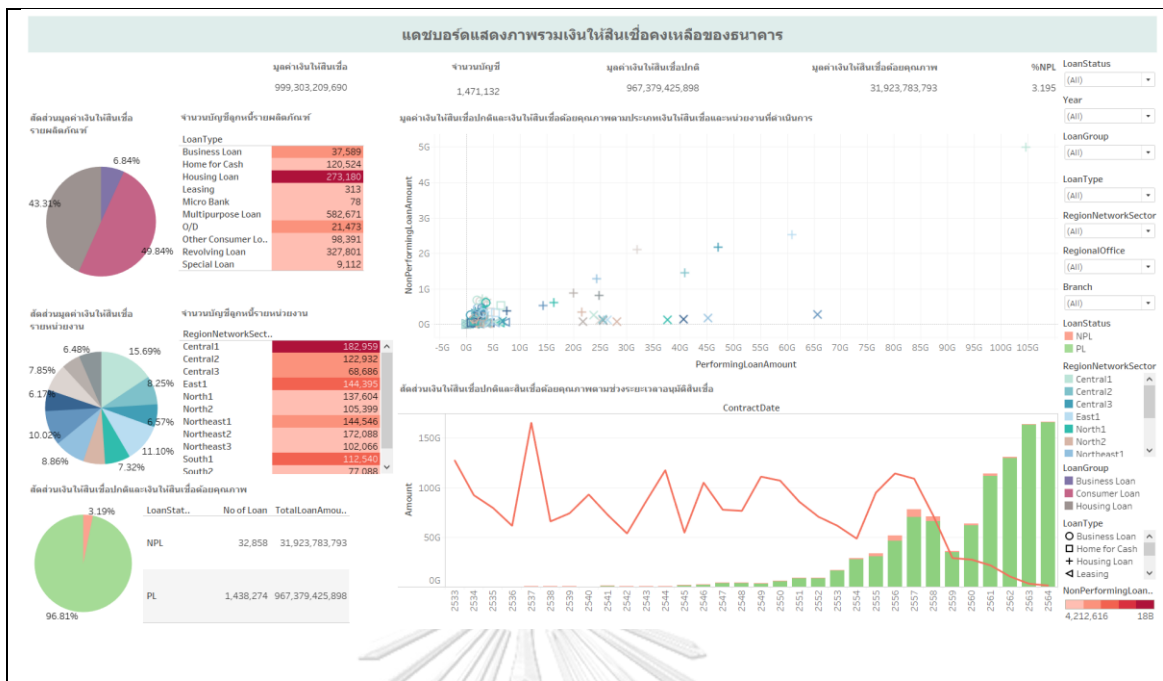 แดชบอร์ดแสดงภาพรวมเงินให้สินเชื่อคงเหลือของธนาคาร
มูลค่าเงินให้สินเชื่อ
999,303,209,690
จำนวนบัญชี
1,471,132
มูลค่าเงินให้สินเชื่อปกติ
967,379,425,898
มูลค่าเงินให้สินเชื่อด้อยคุณภาพ
31,923,783,793
%NPL
3.195
สัดส่วนมูลค่าเงินให้สินเชื่อ
รายผลิตภัณฑ์
6.84%
43.31%
49.84%
จำนวนบัญชีลูกหนี้รายผลิตภัณฑ์
LoanType
Business Loan 37,589
Home for Cash 120,524
Housing Loan 273,180
Leasing 313
Micro Bank 78
Multipurpose Loan 582,671
O/D 21,473
Other Consumer Lo.. 98,391
Revolving Loan 327,801
Special Loan 9,112
มูลค่าเงินให้สินเชื่อปกติและเงินให้สินเชื่อด้อยคุณภาพตามประเภทเงินให้สินเชื่อและหน่วยงานที่ดำเนินการ
NonPerformingLoanAmount
5G
4G
3G
2G
1G
0G
-5G 0G 5G 10G 15G 20G 25G 30G 35G 40G 45G 50G 55G 60G 65G 70G 75G 80G 85G 90G 95G 100G 105G
PerformingLoanAmount
สัดส่วนมูลค่าเงินให้สินเชื่อ
รายหน่วยงาน
6.48%
15.69%
7.85%
8.25%
6.17%
6.57%
10.02%
11.10%
8.86%
7.32%
จำนวนบัญชีลูกหนี้รายหน่วยงาน
RegionNetworkSect..
Central1 182,959
Central2 122,932
Central3 68,686
East1 144,395
North1 137,604
North2 105,399
Northeast1 144,546
Northeast2 172,088
Northeast3 102,066
South1 112,540
South2 77,088
สัดส่วนเงินให้สินเชื่อปกติและสินเชื่อด้อยคุณภาพตามช่วงระยะเวลาอนุมัติสินเชื่อ
ContractDate
Amount
150G
100G
50G
0G
2533 2534 2535 2536 2537 2538 2539 2540 2541 2542 2543 2544 2545 2546 2547 2548 2549 2550 2551 2552 2553 2554 2555 2556 2557 2558 2559 2560 2561 2562 2563 2564
สัดส่วนเงินให้สินเชื่อปกติและเงินให้สินเชื่อด้อยคุณภาพ
3.19%
96.81%
LoanStat.. No of Loan TotalLoanAmou..
NPL 32,858 31,923,783,793
PL 1,438,274 967,379,425,898
LoanStatus
(All)
Year
(All)
LoanGroup
(All)
LoanType
(All)
RegionNetworkSector
(All)
RegionalOffice
(All)
Branch
(All)
LoanStatus
NPL
PL
RegionNetworkSector
Central1
Central2
Central3
East1
North1
North2
Northeast1
LoanGroup
Business Loan
Consumer Loan
Housing Loan
LoanType
Business Loan
Home for Cash
Housing Loan
Leasing
NonPerformingLoan..
4,212,616 188